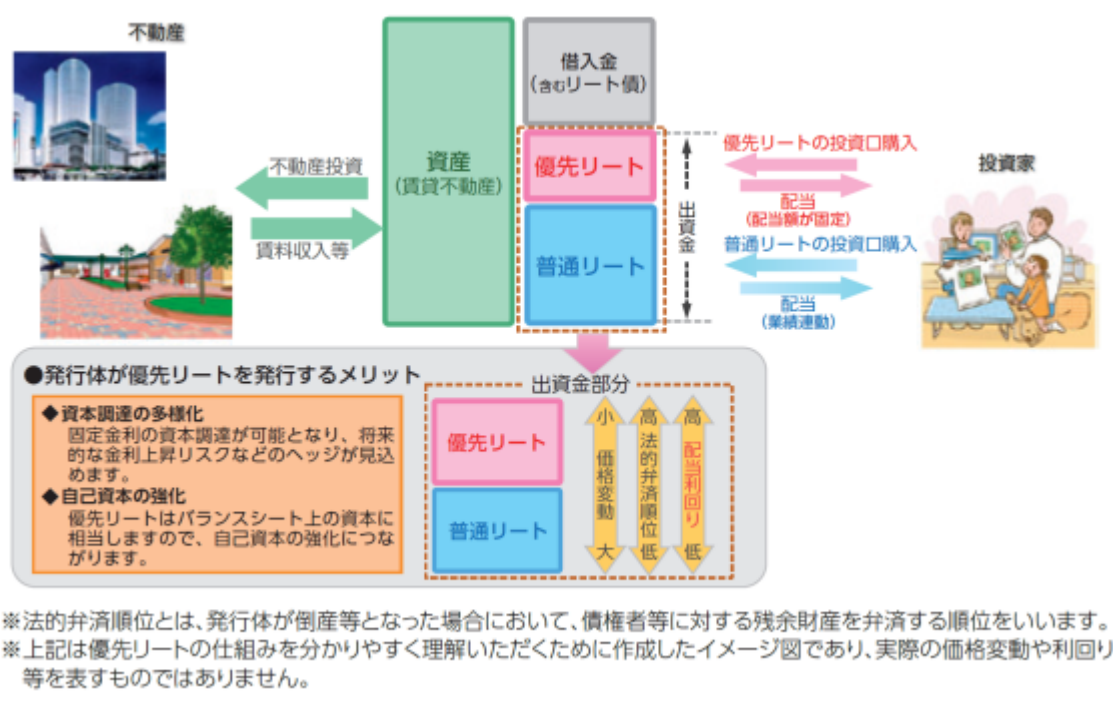 不動産
借入金
（含むリート債）
優先リートの投資口購入
投資家
不動産投資
資産
（賃貸不動産）
優先リート
出資金
配当
（配当額が固定）
賃料収入等
普通リート
普通リートの投資口購入
配当
（業績連動）
●発行体が優先リートを発行するメリット
◆資本調達の多様化
固定金利の資本調達が可能となり、将来
的な金利上昇リスクなどのヘッジが見込
めます。
◆自己資本の強化
優先リートはバランスシート上の資本に
相当しますので、自己資本の強化につな
がります。
出資金部分
優先リート
普通リート
小 価格変動 大
高 法的弁済順位 低
高 配当利回り 低
※法的弁済順位とは、発行体が倒産等となった場合において、債権者等に対する残余財産を弁済する順位をいいます。
※上記は優先リートの仕組みを分かりやすく理解いただくために作成したイメージ図であり、実際の価格変動や利回り
等を表すものではありません。